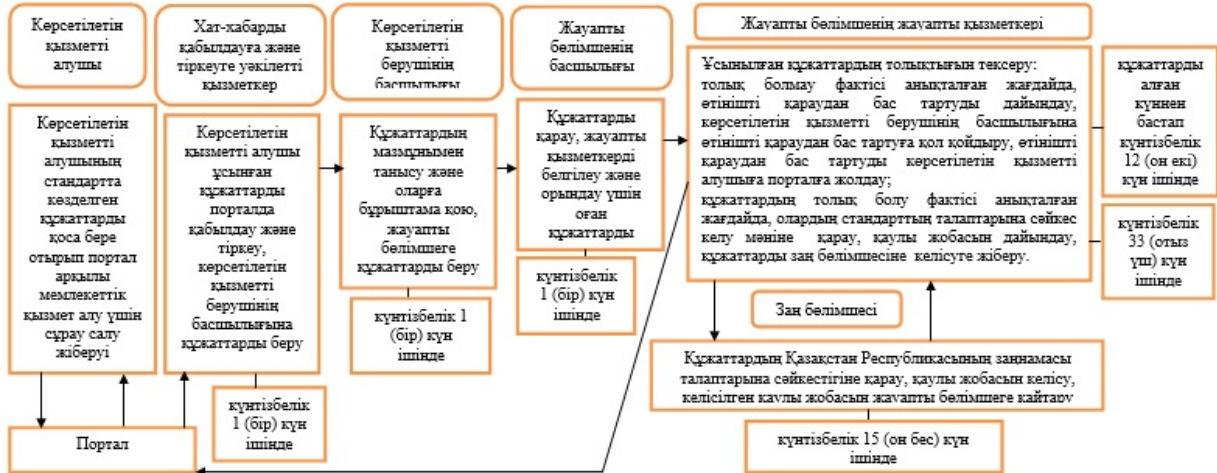 Көрсетілетін
қызметті
алушы
Хат-хабарды
қабылдауға және
тіркеуге уәкілетті
қызметкер
Көрсетілетін
қызметті
берушінің
басшылығы
Жауапты
бөлімшенің
басшылығы
Жауапты бөлімшенің жауапты қызметкері
Көрсетілетін
қызметті
алушының
стандартта
көзделген
құжаттарды
қоса бере
отырып портал
арқылы
мемлекеттік
қызмет алу үшін
сұрау салу
жіберуі
Көрсетілетін
қызметті алушы
ұсынған
құжаттарды
порталда
қабылдау және
тіркеу,
көрсетілетін
қызметті
берушінің
басшылығына
құжаттарды беру
күнтізбелік
1 (бір) күн
ішінде
Құжаттардың
мазмұнымен
танысу және
оларға
бұрыштама қою,
жауапты
бөлімшеге
құжаттарды беру
күнтізбелік 1
(бір) күн
ішінде
Құжаттарды
қарау, жауапты
қызметкерді
белгілеу және
орындау үшін
оған
құжаттарды
күнтізбелік
1 (бір) күн
ішінде
Ұсынылған құжаттардың толықтығын тексеру:
толық болмау фактісі анықталған жағдайда,
өтінішті қараудан бас тартуды дайындау,
көрсетілетін қызметті берушінің басшылығына
өтінішті қараудан бас тартуға қол қойдыру, өтінішті
қараудан бас тартуды көрсетілетін қызметті
алушыға порталға жолдау;
құжаттардың толық болу фактісі анықталған
жағдайда, олардың стандарттың талаптарына сәйкес
келу мәніне қарау, қаулы жобасын дайындау,
құжаттарды заң бөлімшесіне келісуге жіберу.
құжаттарды
алған
күннен
бастап
күнтізбелік
12 (он екі)
күн ішінде
күнтізбелік
33 (отыз
үш) күн
ішінде
Заң бөлімшесі
Құжаттардың Қазақстан Республикасының заңнамасы
талаптарына сәйкестігіне қарау, қаулы жобасын келісу,
келісілген қаулы жобасын жауапты бөлімшеге қайтару
күнтізбелік 15 (он бес) күн
ішінде
Портал